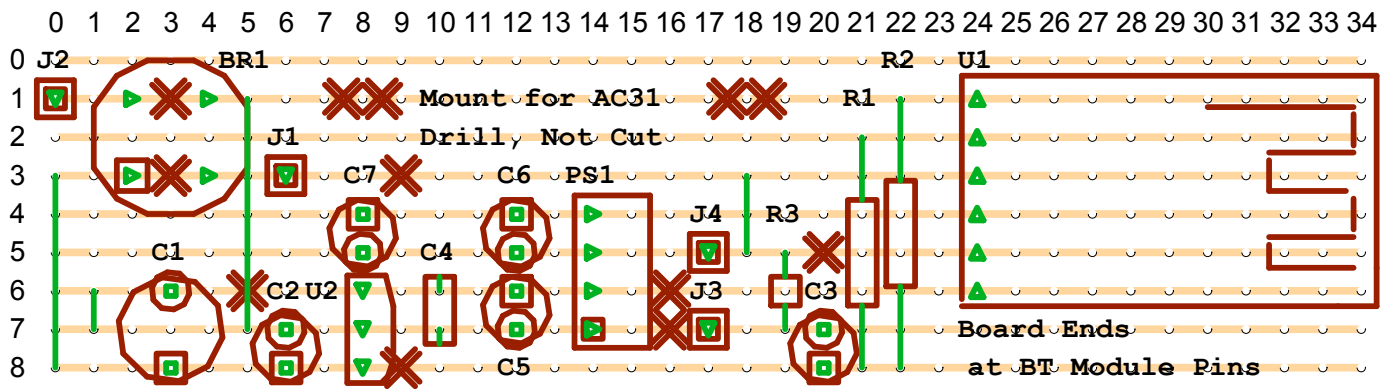 0 1 2 3 4 5 6 7 8 9 10 11 12 13 14 15 16 17 18 19 20 21 22 23 24 25 26 27 28 29 30 31 32 33 34
0 J2 BR1 R2 U1
1 Mount for AC31 R1
2 J1 Drill, Not Cut
3 C7 C6 PS1
4 J4 R3
5 C1 C4
6 C2 U2 J3 C3
7 Board Ends
8 C5 at BT Module Pins